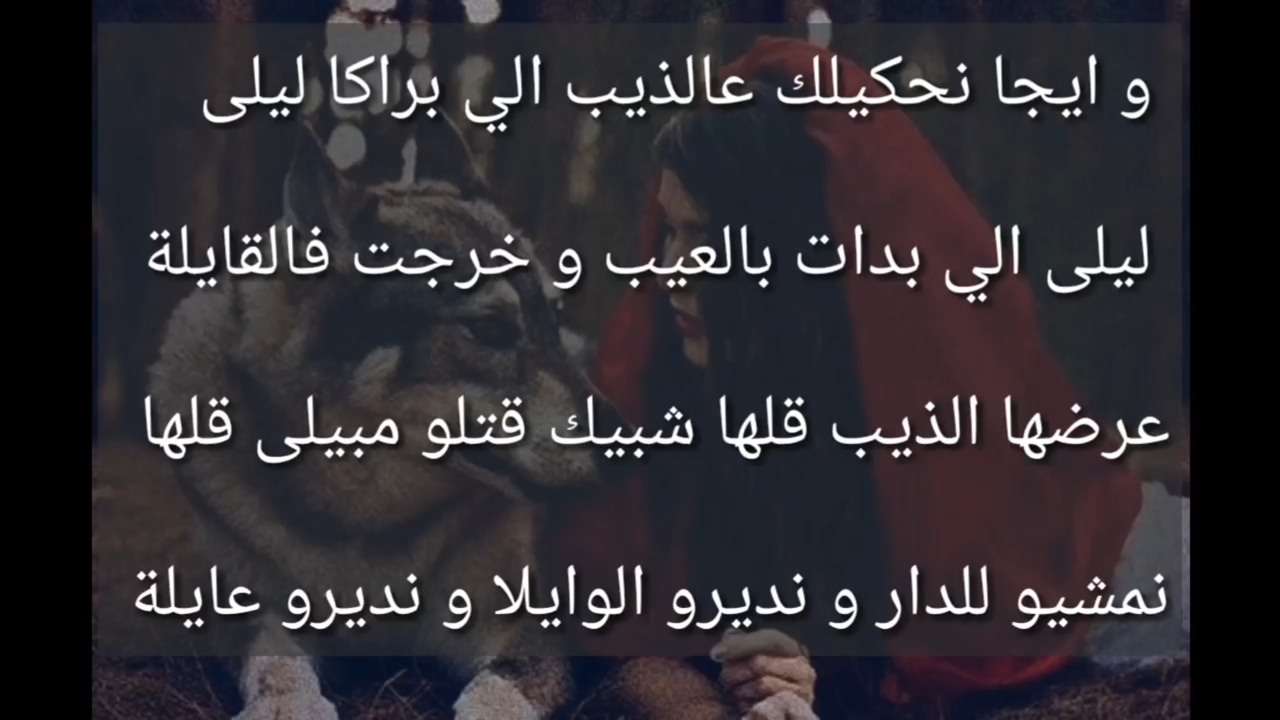 و ايجا نحكيلك عالذيب الي براكا ليلى
ليلى الي بدات بالعيب و خرجت فالقايلة
عرضها الذيب قلها شبيك قتلو مبيلى قلها
نمشيو للدار و نديرو الوايلا و نديرو عايلة